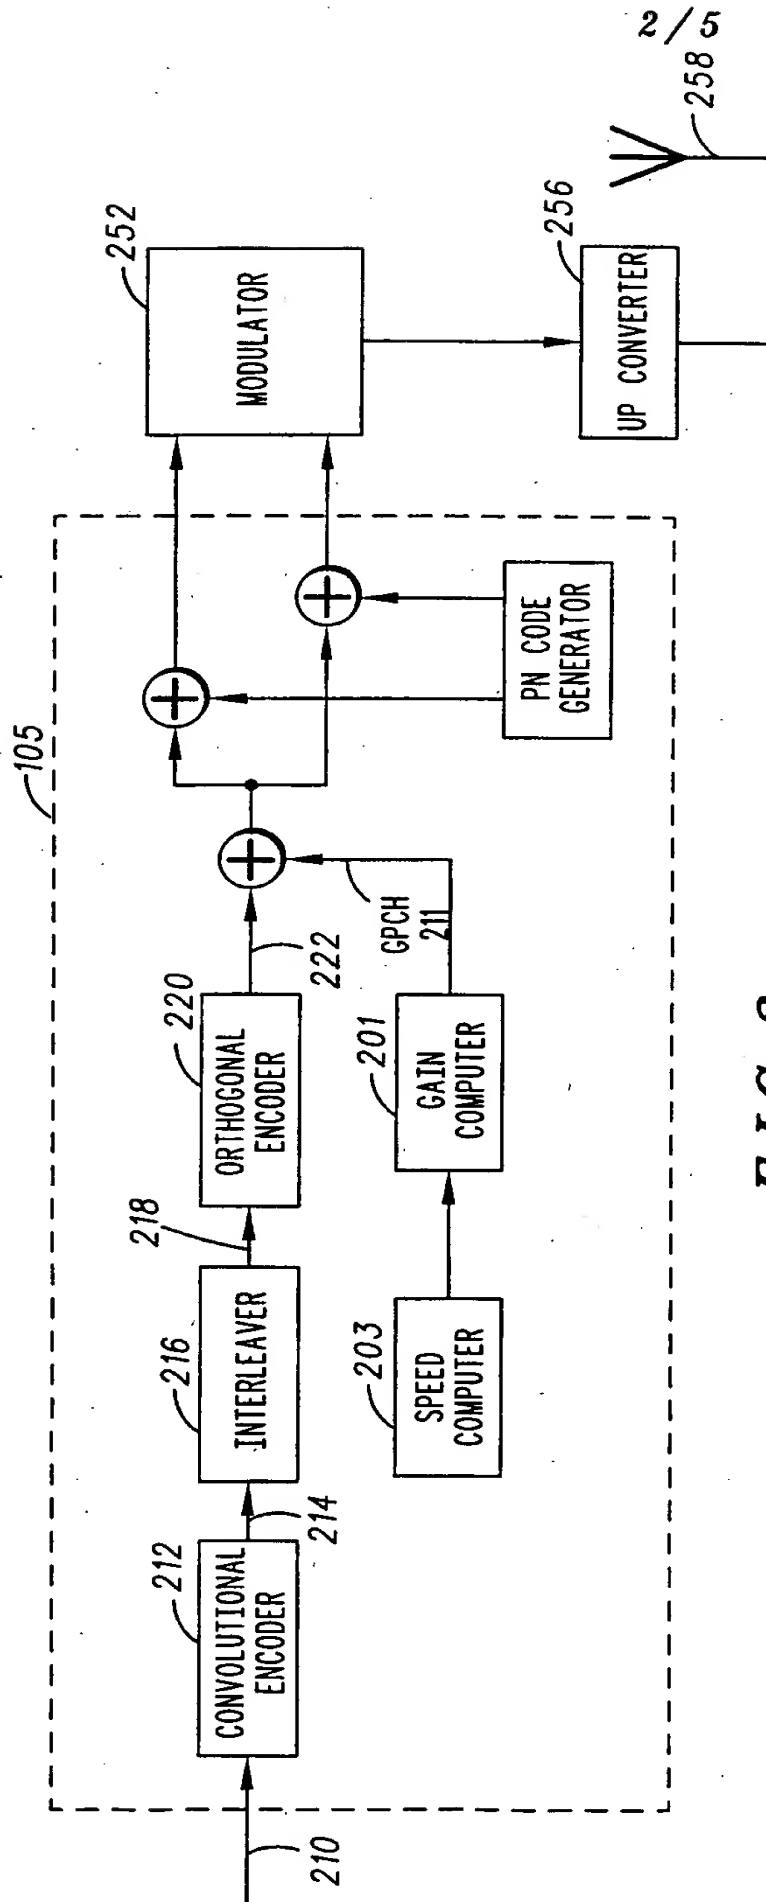 2/5
105
210
CONVOLUTIONAL
ENCODER
212
214
INTERLEAVER
216
218
ORTHOGONAL
ENCODER
220
222
SPEED
COMPUTER
203
GAIN
COMPUTER
201
GPCH
211
PN CODE
GENERATOR
MODULATOR
252
UP CONVERTER
256
258